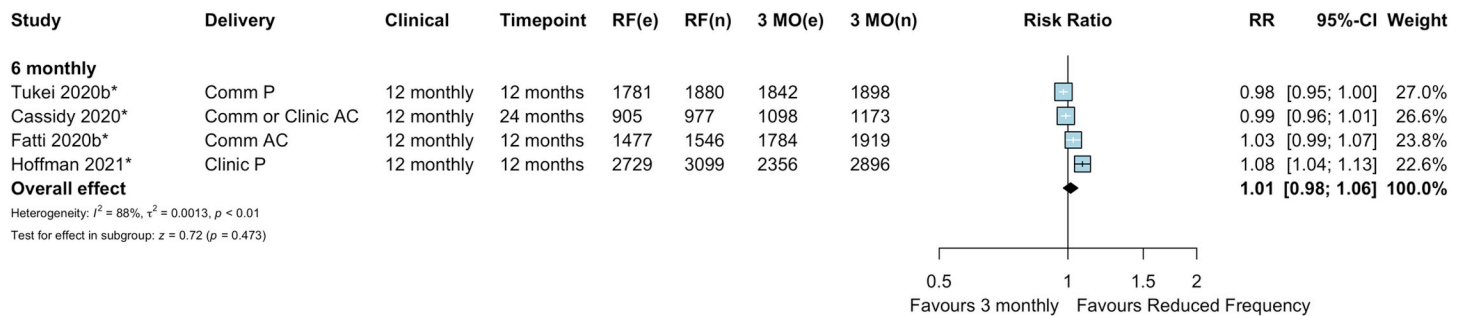 Study Delivery Clinical Timepoint RF(e) RF(n) 3 MO(e) 3 MO(n) Risk Ratio RR 95%-CI Weight
6 monthly
Tukei 2020b* Comm P 12 monthly 12 months 1781 1880 1842 1898 0.98 [0.95; 1.00] 27.0%
Cassidy 2020* Comm or Clinic AC 12 monthly 24 months 905 977 1098 1173 0.99 [0.96; 1.01] 26.6%
Fatti 2020b* Comm AC 12 monthly 12 months 1477 1546 1784 1919 1.03 [0.99; 1.07] 23.8%
Hoffman 2021* Clinic P 12 monthly 12 months 2729 3099 2356 2896 1.08 [1.04; 1.13] 22.6%
Overall effect 1.01 [0.98; 1.06] 100.0%
Heterogeneity: I² = 88%, τ² = 0.0013, p < 0.01
Test for effect in subgroup: z = 0.72 (p = 0.473)
0.5 1 1.5 2
Favours 3 monthly Favours Reduced Frequency